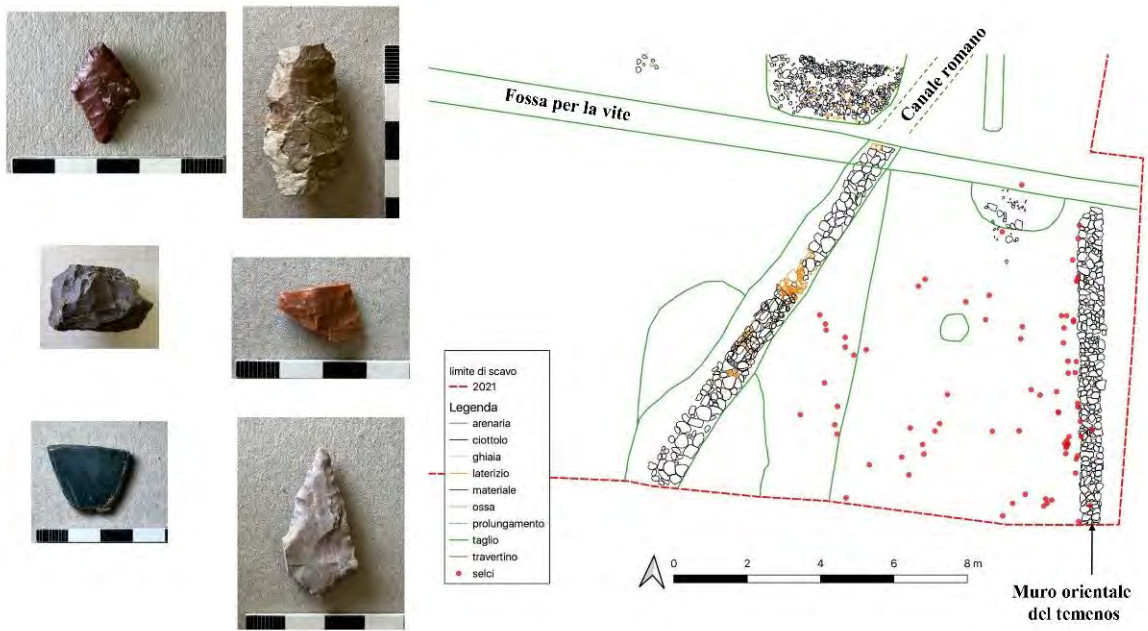 Fossa per la vite
Canale romano
limite di scavo
2021
Legenda
arenaria
ciottolo
ghiaia
laterizio
materiale
ossa
prolungamento
taglio
travertino
selci
0 2 4 6 8 m
Muro orientale
del temenos